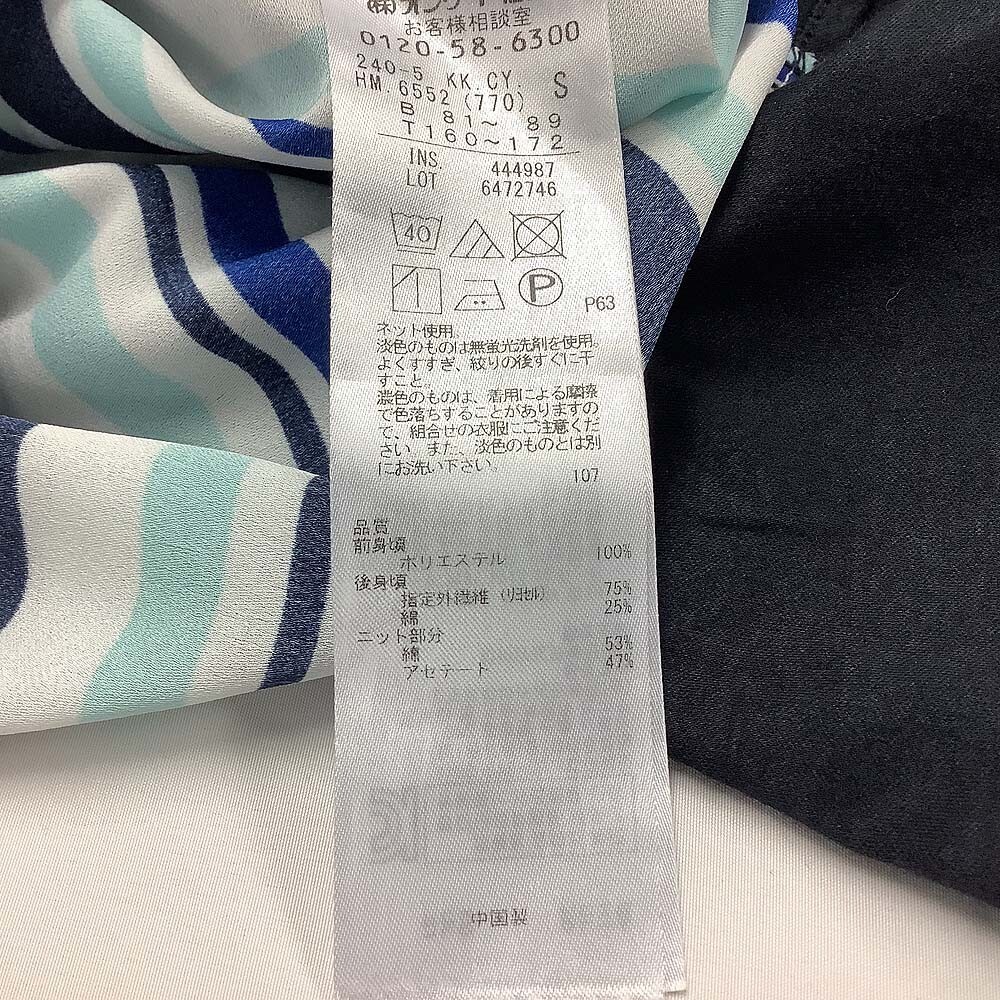 お客様相談室
0120-58-6300
240-5 KK.CY. S
HM 6552 (770)
B 81～ 89
T 160～172
INS 444987
LOT 6472746
40
P
P63
ネット使用。
淡色のものは無蛍光洗剤を使用。
よくすすぎ、絞りの後すぐに干
すこと。
濃色のものは、着用による摩擦
で色落ちすることがありますの
で、組合せの衣服にご注意くだ
さい また、淡色のものとは別
にお洗い下さい。
107
品質
前身頃
ポリエステル 100%
後身頃
指定外繊維（リヨセル） 75%
綿 25%
ニット部分
綿 53%
アセテート 47%